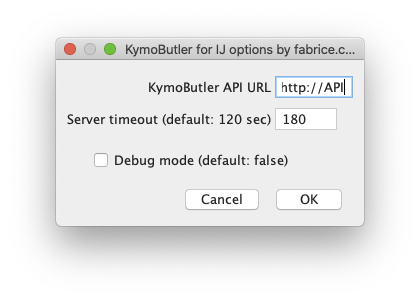 KymoButler for IJ options by fabrice.c...
KymoButler API URL http://API
Server timeout (default: 120 sec) 180
Debug mode (default: false)
Cancel OK